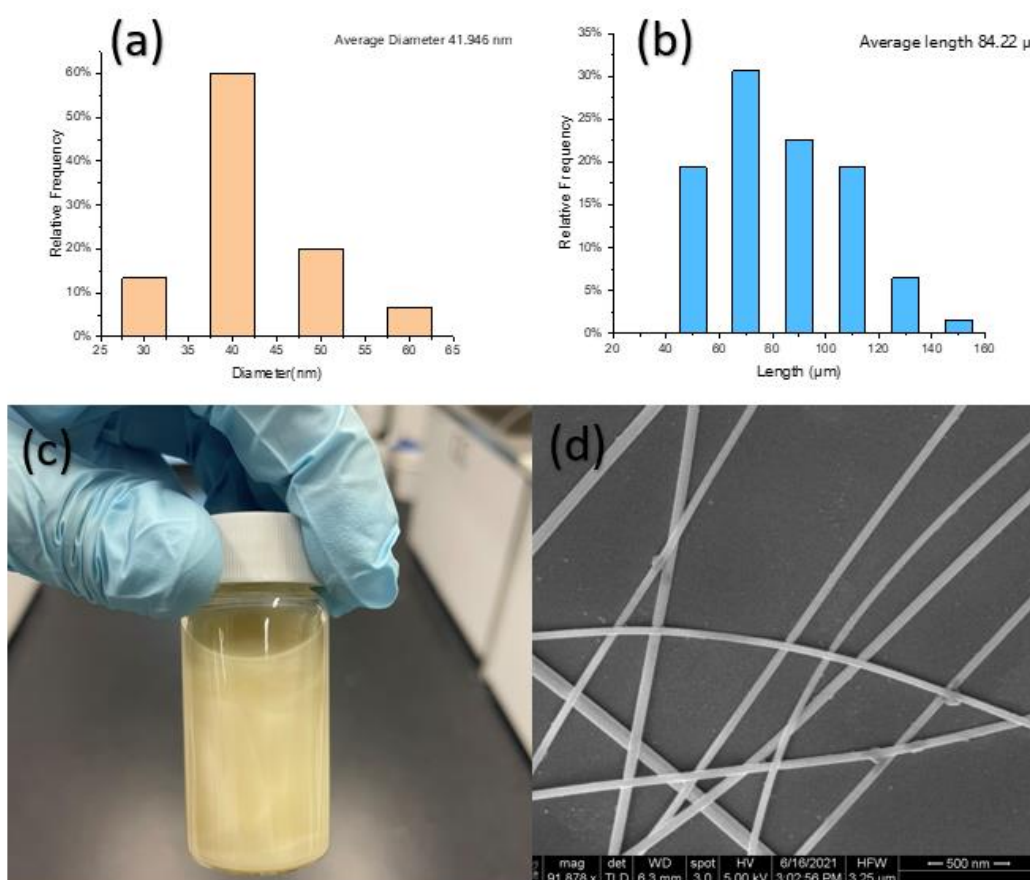 (a)
Average Diameter 41.946 nm
Relative Frequency
60%
50%
40%
30%
20%
10%
0%
25 30 35 40 45 50 55 60 65
Diameter(nm)
(b)
Average length 84.22 µ
Relative Frequency
35%
30%
25%
20%
15%
10%
5%
0%
20 40 60 80 100 120 140 160
Length (µm)
(c)
(d)
mag det WD spot HV 6/16/2021 HFW 500 nm
91 878 x TLD 6.3 mm 3.0 5.00 kV 3:02:56 PM 3.25 µm